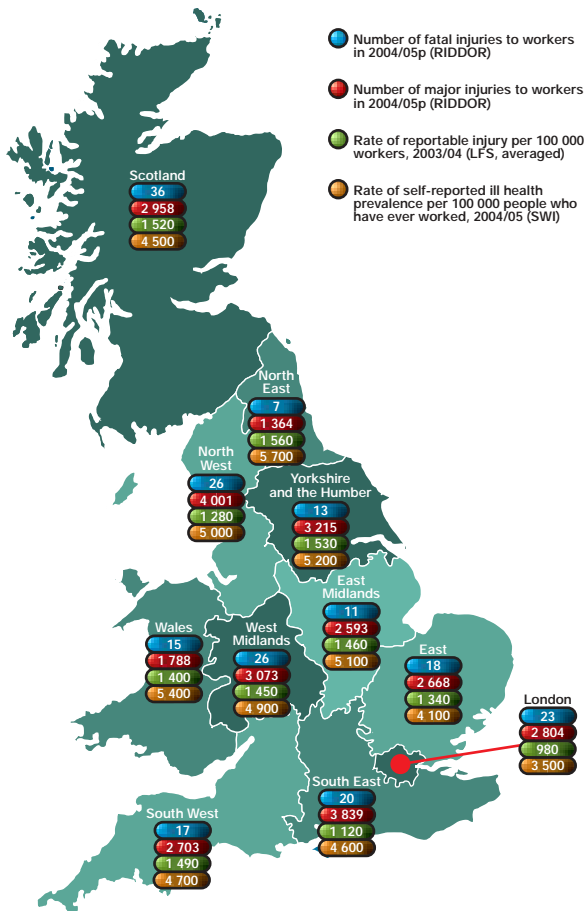 Number of fatal injuries to workers
in 2004/05p (RIDDOR)
Number of major injuries to workers
in 2004/05p (RIDDOR)
Rate of reportable injury per 100 000
workers, 2003/04 (LFS, averaged)
Rate of self-reported ill health
prevalence per 100 000 people who
have ever worked, 2004/05 (SWI)
Scotland
36
2 958
1 520
4 500
North
East
7
1 364
1 560
5 700
North
West
26
4 001
1 280
5 000
Yorkshire
and the Humber
13
3 215
1 530
5 200
East
Midlands
11
2 593
1 460
5 100
Wales
15
1 788
1 400
5 400
West
Midlands
26
3 073
1 450
4 900
East
18
2 668
1 340
4 100
London
23
2 804
980
3 500
South East
20
3 839
1 120
4 600
South West
17
2 703
1 490
4 700